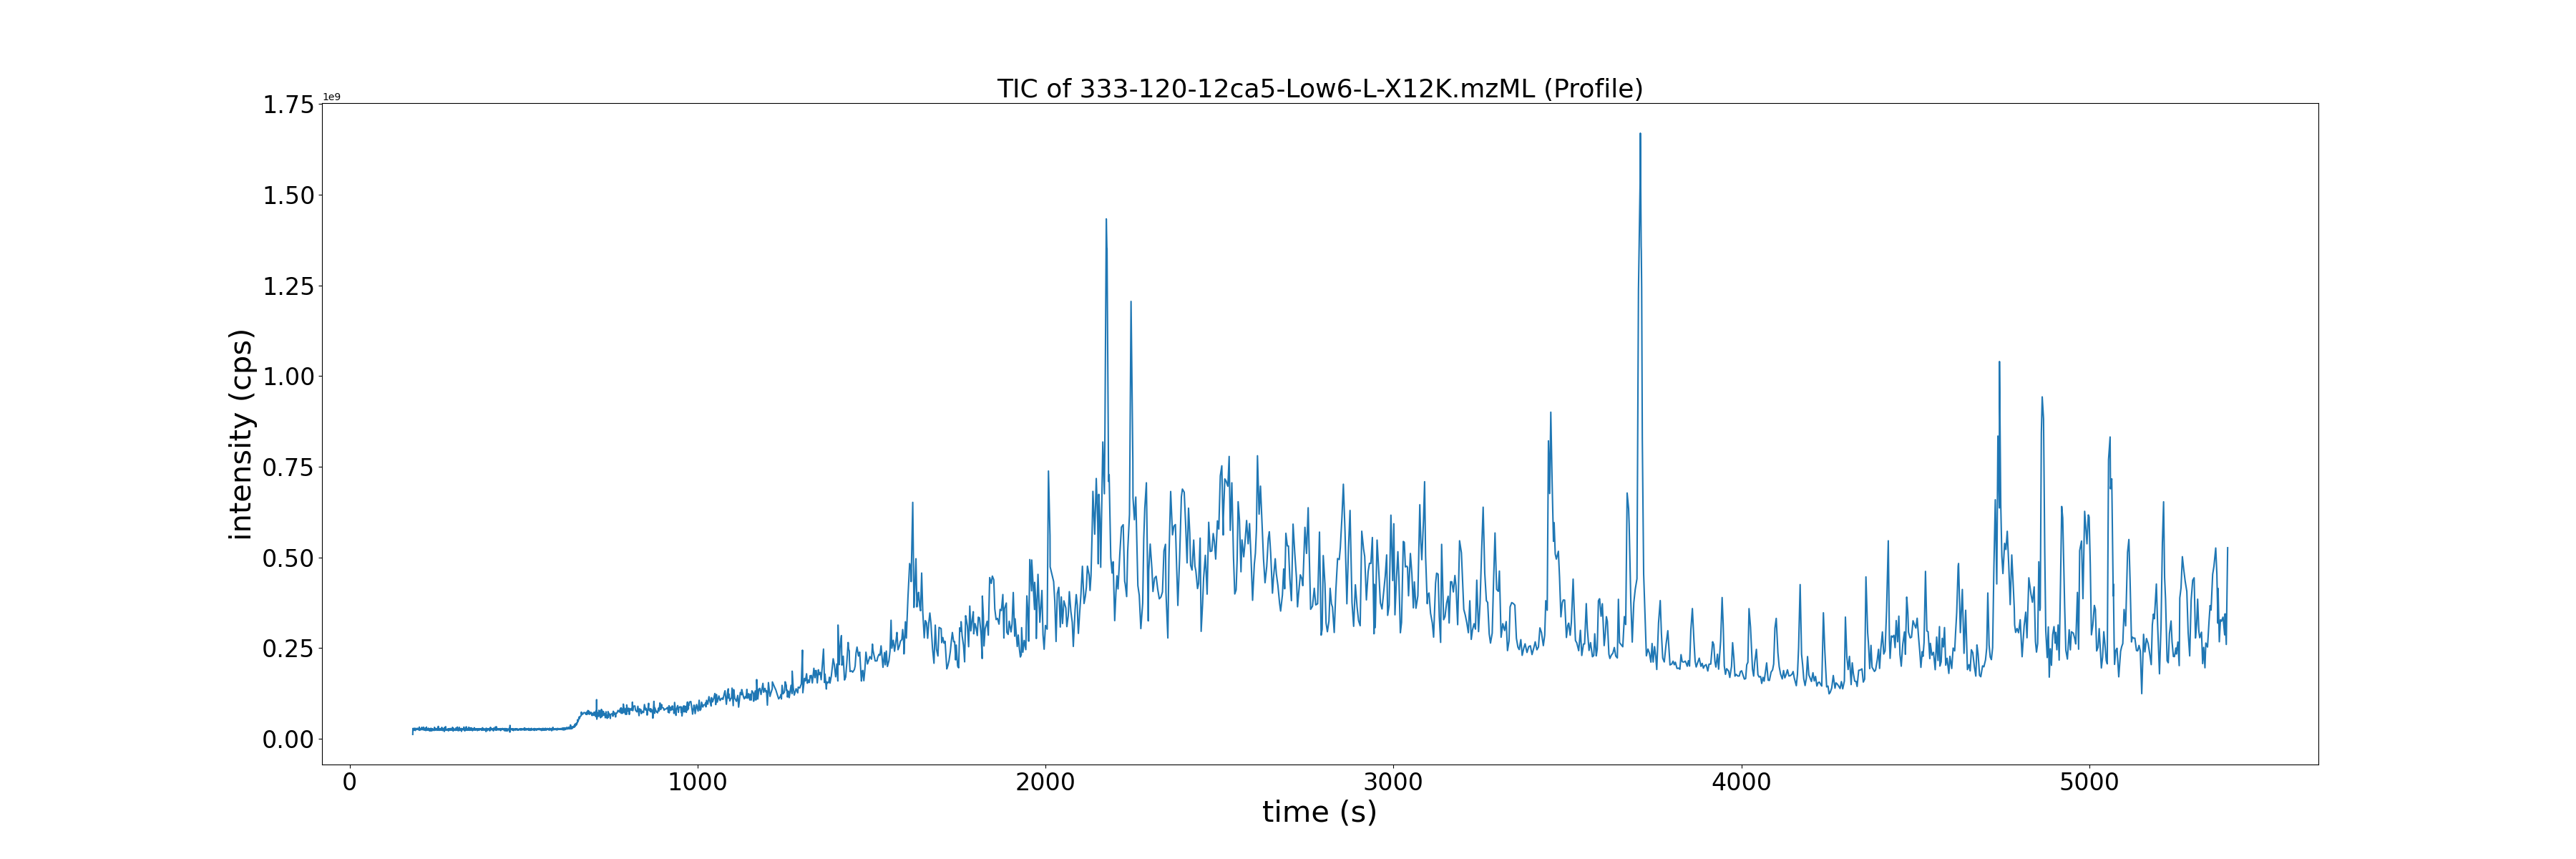 TIC of 333-120-12ca5-Low6-L-X12K.mzML (Profile)
1e9
1.75
1.50
1.25
1.00
0.75
0.50
0.25
0.00
intensity (cps)
0 1000 2000 3000 4000 5000
time (s)